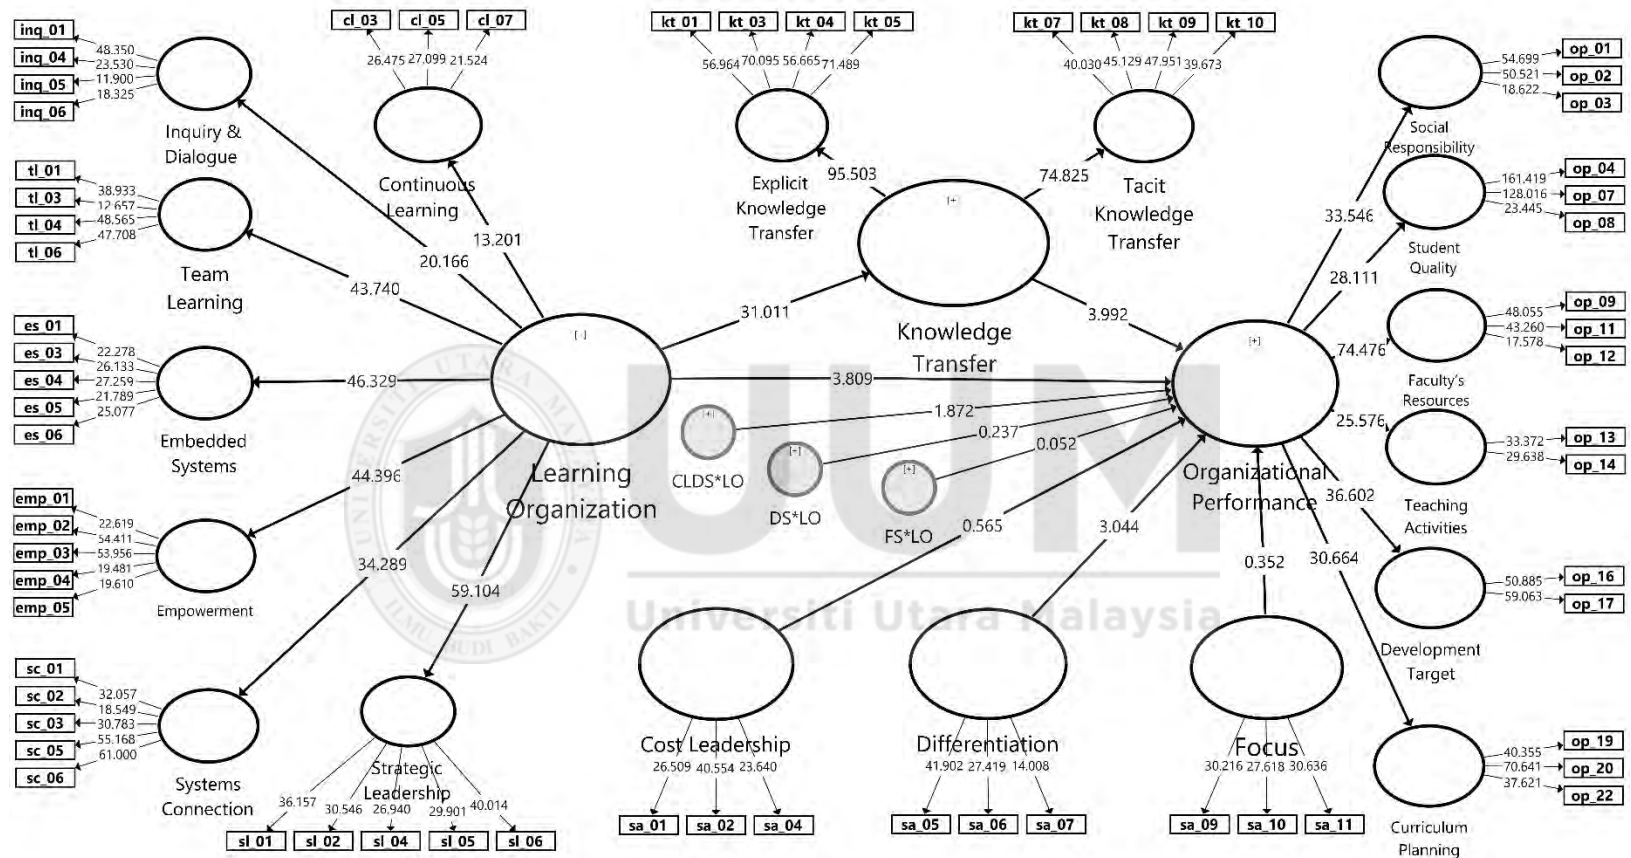 inq_01
inq_04
inq_05
inq_06
48.350
23.530
11.900
18.325
Inquiry &
Dialogue
cl_03
cl_05
cl_07
26.475
27.099
21.524
Continuous
Learning
kt_01
kt_03
kt_04
kt_05
56.964
70.095
56.665
71.489
Explicit
Knowledge
Transfer
kt_07
kt_08
kt_09
kt_10
40.030
45.129
47.951
39.673
Tacit
Knowledge
Transfer
op_01
op_02
op_03
54.699
50.521
18.622
Social
Responsibility
tl_01
tl_03
tl_04
tl_06
38.933
12.657
48.565
47.708
Team
Learning
20.166
13.201
43.740
95.503
74.825
[+]
Knowledge
Transfer
31.011
3.992
33.546
28.111
op_04
op_07
op_08
161.419
128.016
23.445
Student
Quality
es_01
es_03
es_04
es_05
es_06
22.278
26.133
27.259
21.789
25.077
Embedded
Systems
46.329
[-]
Learning
Organization
3.809
[+]
Organizational
Performance
74.476
25.576
op_09
op_11
op_12
48.055
43.260
17.578
Faculty's
Resources
[+]
CLDS*LO
1.872
[+]
DS*LO
0.237
[+]
FS*LO
0.052
op_13
op_14
33.372
29.638
Teaching
Activities
emp_01
emp_02
emp_03
emp_04
emp_05
22.619
54.411
53.956
19.481
19.610
Empowerment
44.396
34.289
59.104
0.565
3.044
0.352
36.602
30.664
op_16
op_17
50.885
59.063
Development
Target
sc_01
sc_02
sc_03
sc_05
sc_06
32.057
18.549
30.783
55.168
61.000
Systems
Connection
Strategic
Leadership
36.157
30.546
26.940
29.901
40.014
sl_01
sl_02
sl_04
sl_05
sl_06
Cost Leadership
26.509
40.554
23.640
sa_01
sa_02
sa_04
Differentiation
41.902
27.419
14.008
sa_05
sa_06
sa_07
Focus
30.216
27.618
30.636
sa_09
sa_10
sa_11
op_19
op_20
op_22
40.355
70.641
37.621
Curriculum
Planning
UUM
Universiti Utara Malaysia
UNIVERSITI UTARA MALAYSIA
ILMU BUDI BAKTI